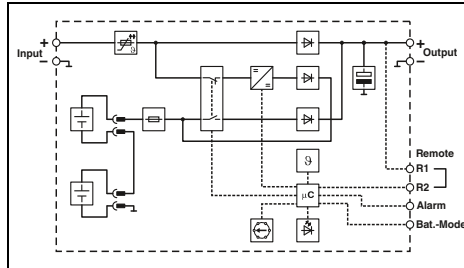 + +
Input Output
− −
ϑ
=
=
Remote
ϑ R1
µC R2
Alarm
Bat.-Mode